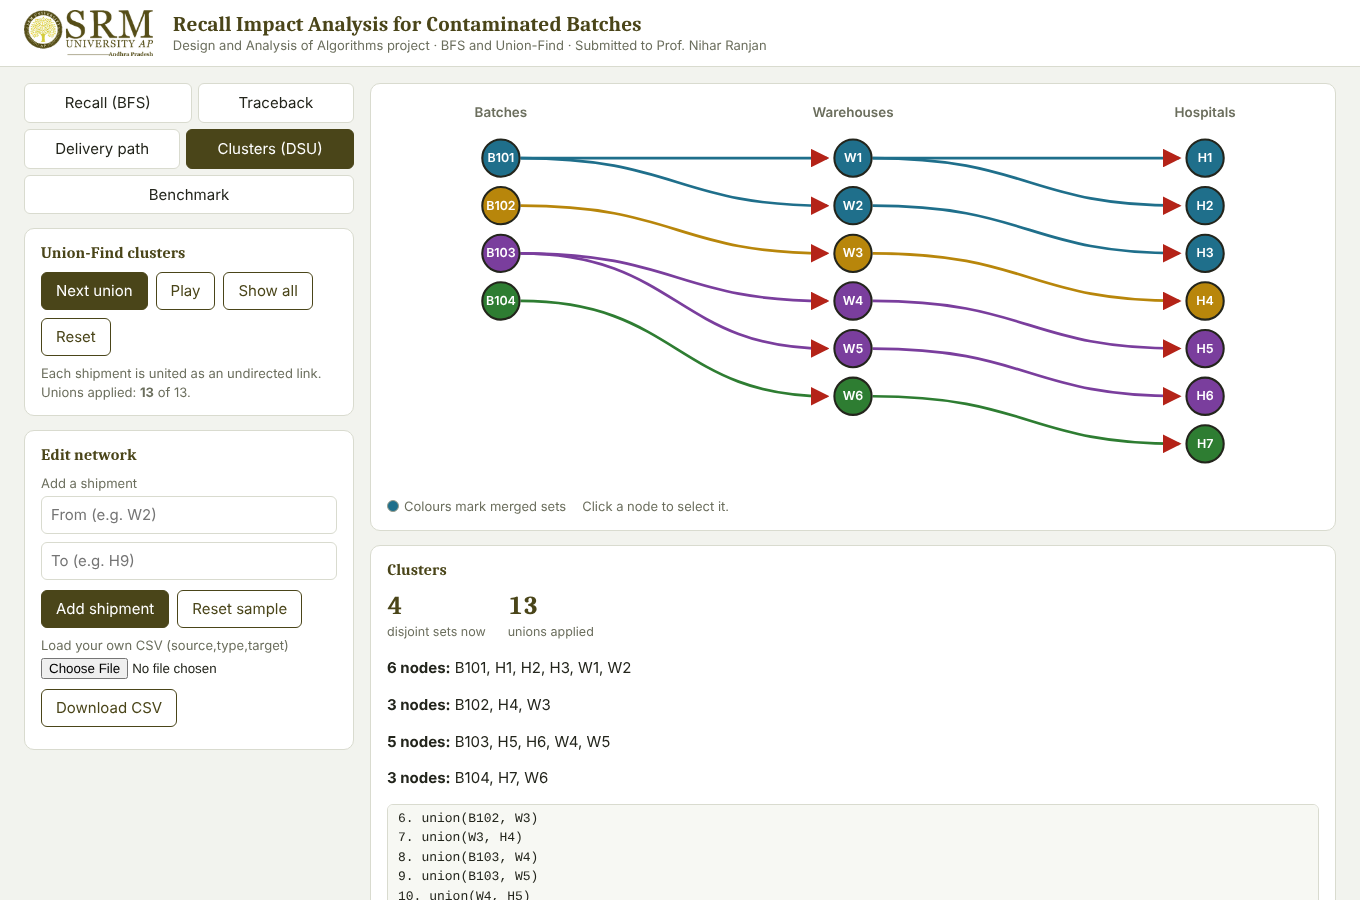 SRM
UNIVERSITY AP
Andhra Pradesh
Recall Impact Analysis for Contaminated Batches
Design and Analysis of Algorithms project · BFS and Union-Find · Submitted to Prof. Nihar Ranjan
Recall (BFS)
Traceback
Delivery path
Clusters (DSU)
Benchmark
Union-Find clusters
Next union
Play
Show all
Reset
Each shipment is united as an undirected link.
Unions applied: 13 of 13.
Edit network
Add a shipment
From (e.g. W2)
To (e.g. H9)
Add shipment
Reset sample
Load your own CSV (source,type,target)
Choose File No file chosen
Download CSV
Batches
Warehouses
Hospitals
B101
W1
H1
B102
W2
H2
B103
W3
H3
B104
W4
H4
W5
H5
W6
H6
H7
Colours mark merged sets
Click a node to select it.
Clusters
4
13
disjoint sets now
unions applied
6 nodes: B101, H1, H2, H3, W1, W2
3 nodes: B102, H4, W3
5 nodes: B103, H5, H6, W4, W5
3 nodes: B104, H7, W6
6. union(B102, W3)
7. union(W3, H4)
8. union(B103, W4)
9. union(B103, W5)
10. union(W4, H5)